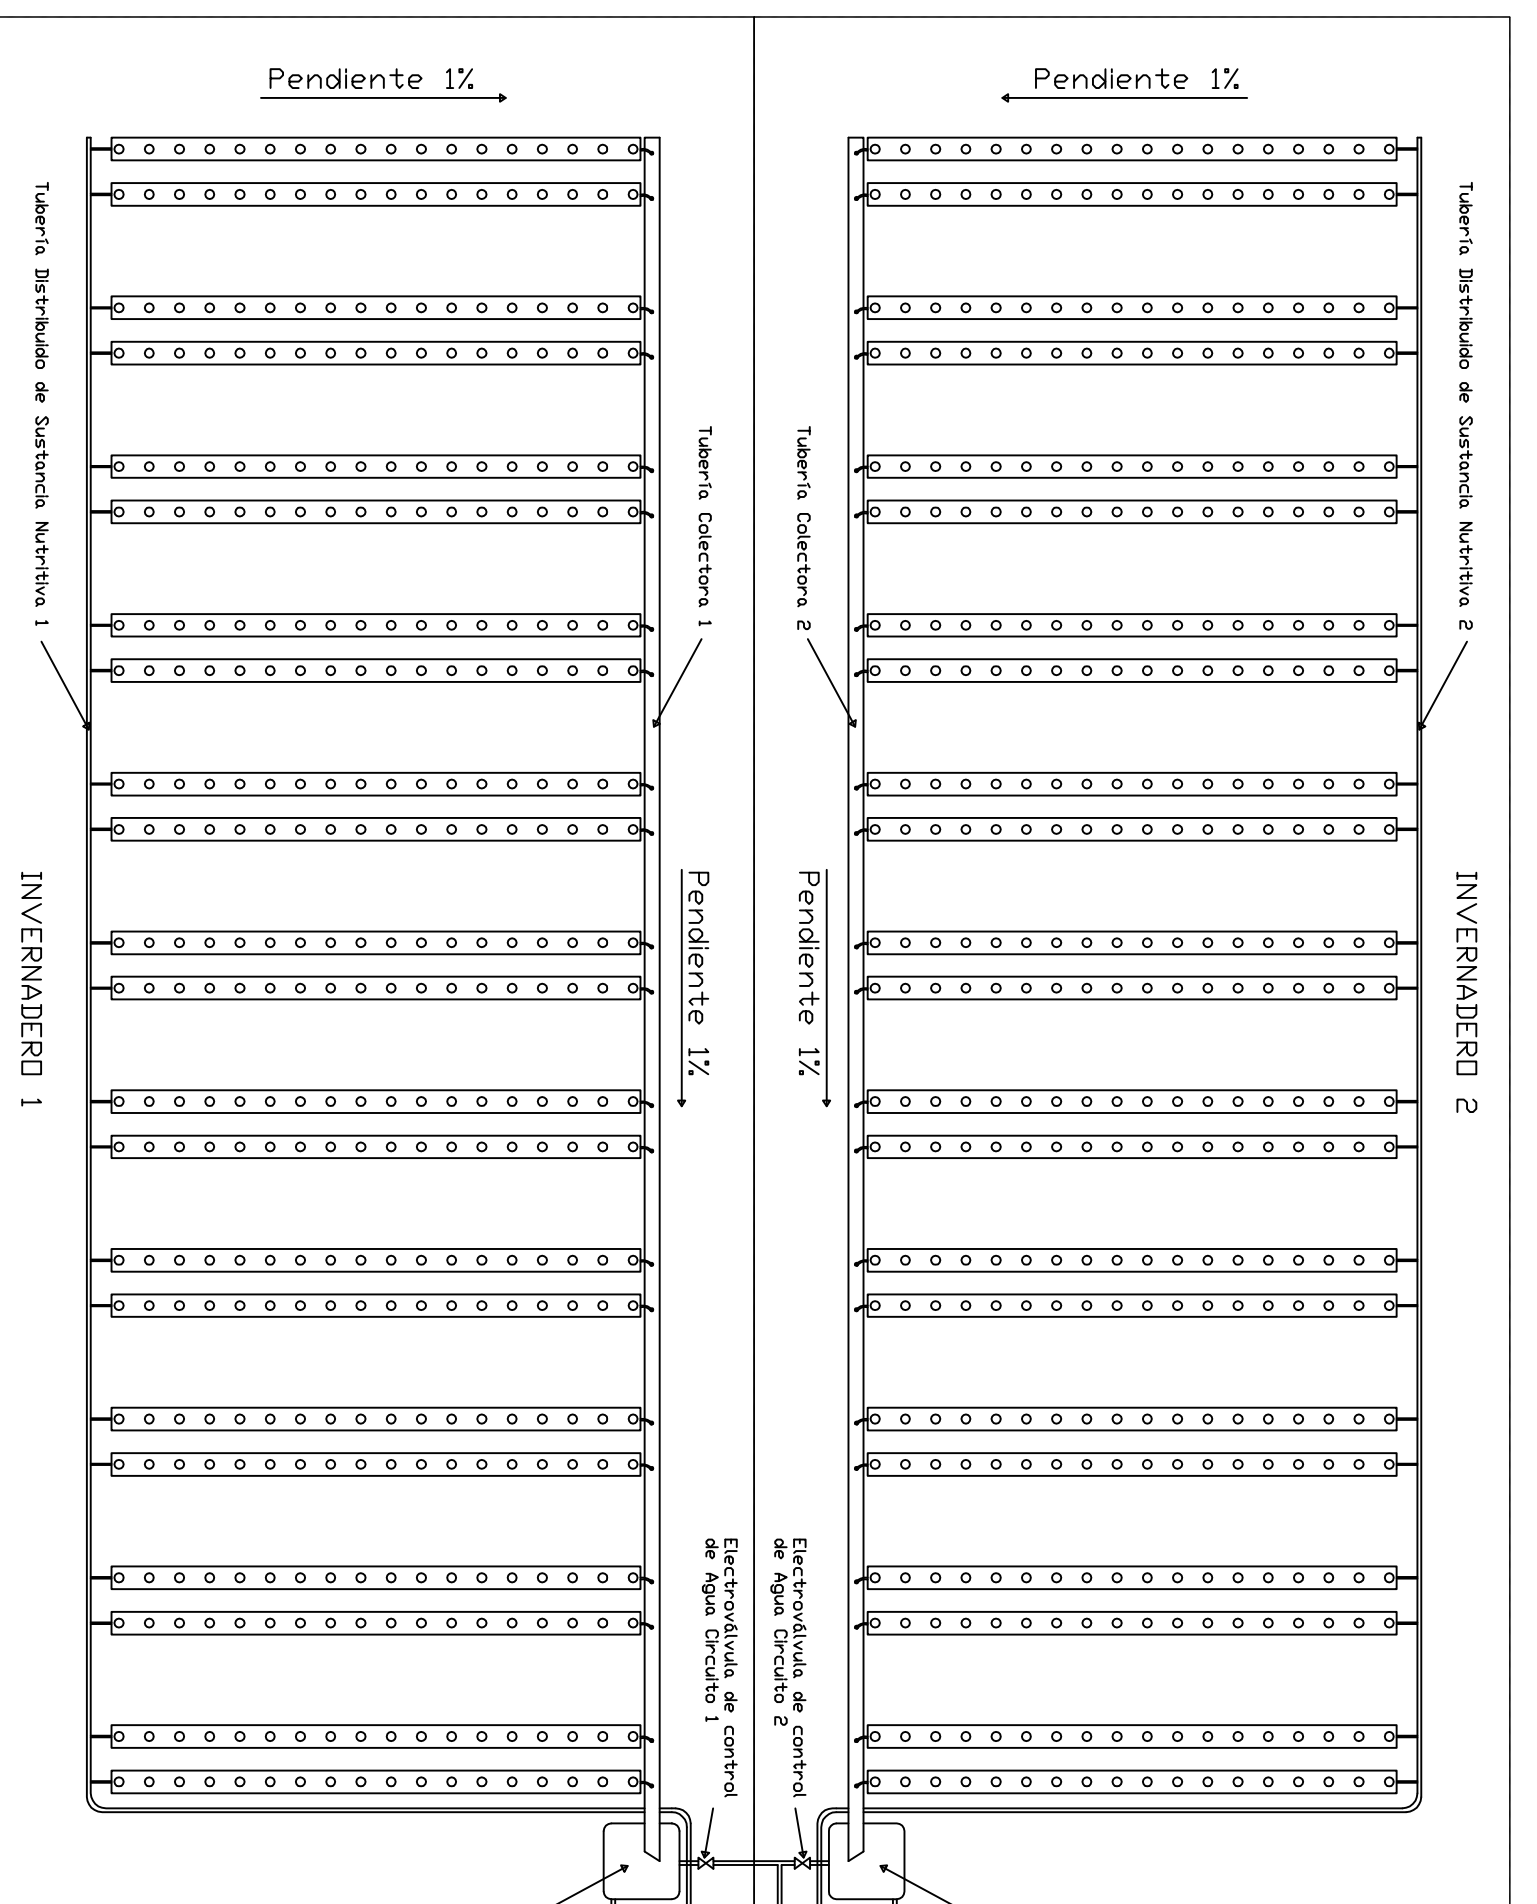 Pendiente 1%
Pendiente 1%
Tubería Distribuido de Sustancia Nutritiva 1
Tubería Colectora 1
Tubería Colectora 2
Tubería Distribuido de Sustancia Nutritiva 2
INVERNADERO 1
Pendiente 1%
Pendiente 1%
INVERNADERO 2
Electroválvula de control
de Agua Circuito 1
Electroválvula de control
de Agua Circuito 2